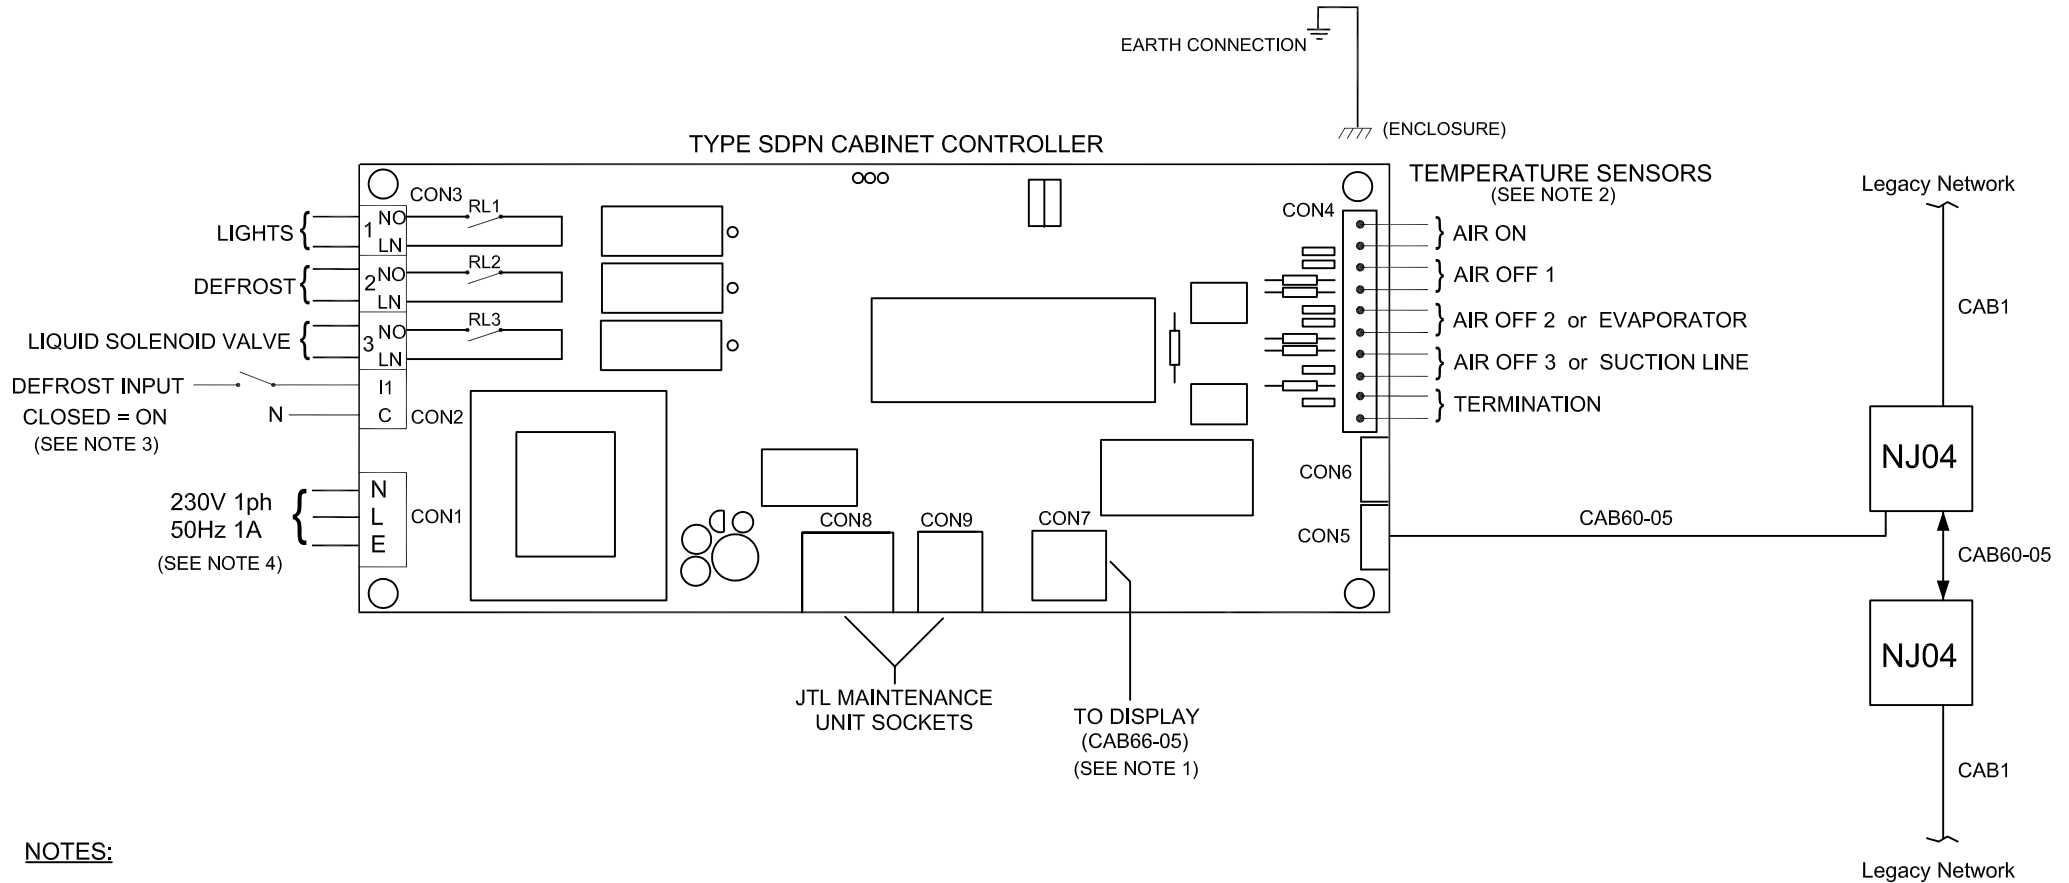 EARTH CONNECTION
(ENCLOSURE)
TYPE SDPN CABINET CONTROLLER
TEMPERATURE SENSORS
(SEE NOTE 2)
Legacy Network
CON3
RL1
CON4
1
NO
LN
LIGHTS
AIR ON
RL2
2
NO
LN
DEFROST
AIR OFF 1
CAB1
RL3
3
NO
LN
LIQUID SOLENOID VALVE
AIR OFF 2 or EVAPORATOR
AIR OFF 3 or SUCTION LINE
DEFROST INPUT
I1
TERMINATION
CLOSED = ON
N
C
CON2
(SEE NOTE 3)
NJ04
CON6
230V 1ph
50Hz 1A
N
L
E
CON1
(SEE NOTE 4)
CON8
CON9
CON7
CON5
CAB60-05
CAB60-05
NJ04
JTL MAINTENANCE
UNIT SOCKETS
TO DISPLAY
(CAB66-05)
(SEE NOTE 1)
CAB1
NOTES:
Legacy Network